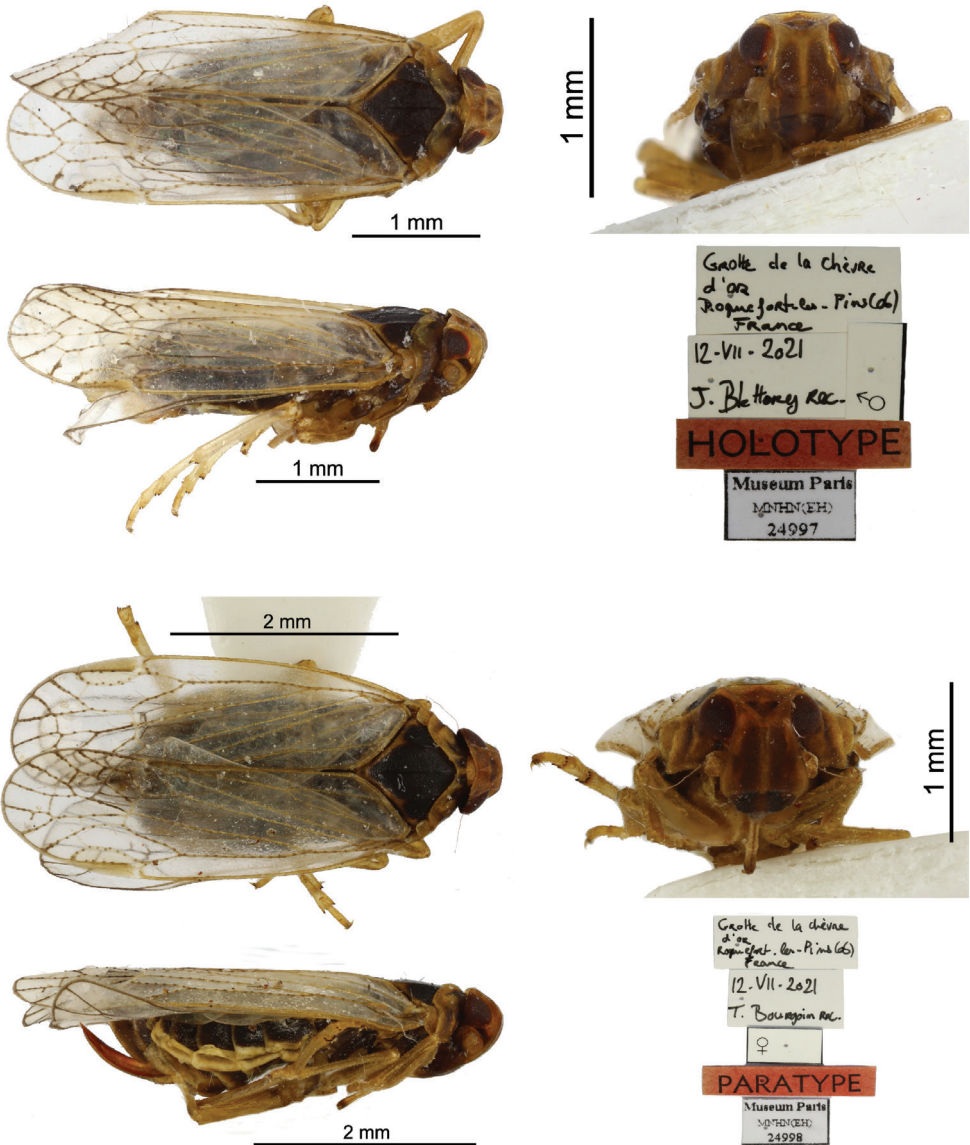 1 mm
1 mm
Grotte de la Chèvre
d'or
Roquefort-les-Pins (06)
France
12-VII-2021
J. Rec.
♂
HOLOTYPE
1 mm
Museum Paris
MNHN(EH)
24997
2 mm
1 mm
Grotte de la chèvre
d'or
Roquefort-les-Pins (06)
France
12-VII-2021
T. Bourgoin Rec.
♀
PARATYPE
Museum Paris
MNHN(EH)
24998
2 mm